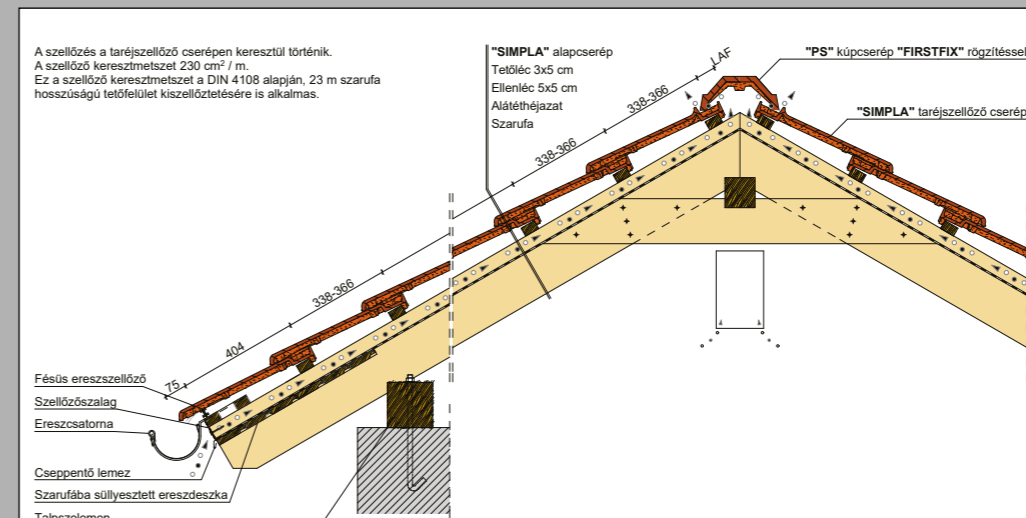 A szellőzés a taréjszellőző cserépen keresztül történik.
A szellőző keresztmetszet 230 cm² / m.
Ez a szellőző keresztmetszet a DIN 4108 alapján, 23 m szarufa
hosszúságú tetőfelület kiszellőztetésére is alkalmas.
"SIMPLA" alapcserép
Tetőléc 3x5 cm
Ellenléc 5x5 cm
Alátéthéjazat
Szarufa
LAF
"PS" kúpcserép "FIRSTFIX" rögzítéssel
"SIMPLA" taréjszellőző cserép
338-366
338-366
338-366
404
75
Fésüs ereszszellőző
Szellőzőszalag
Ereszcsatorna
Cseppentő lemez
Szarufába süllyesztett ereszdeszka
Talpszelemen